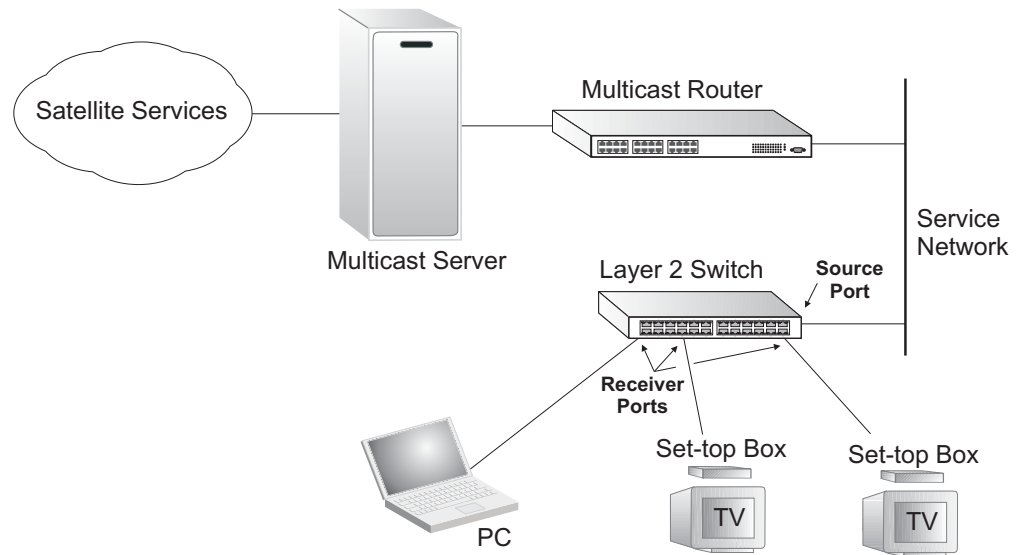 Satellite Services
Multicast Router
Multicast Server
Service
Network
Layer 2 Switch
Source
Port
Receiver
Ports
Set-top Box
Set-top Box
TV
TV
PC